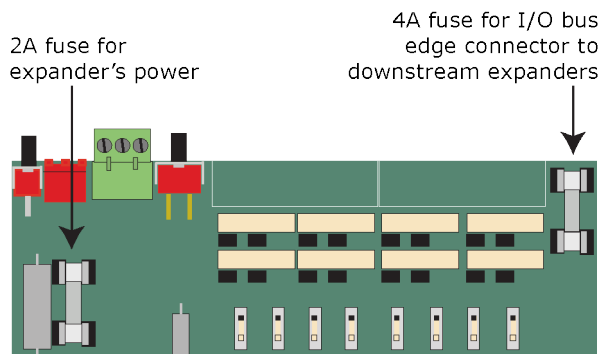 2A fuse for
expander’s power
4A fuse for I/O bus
edge connector to
downstream expanders